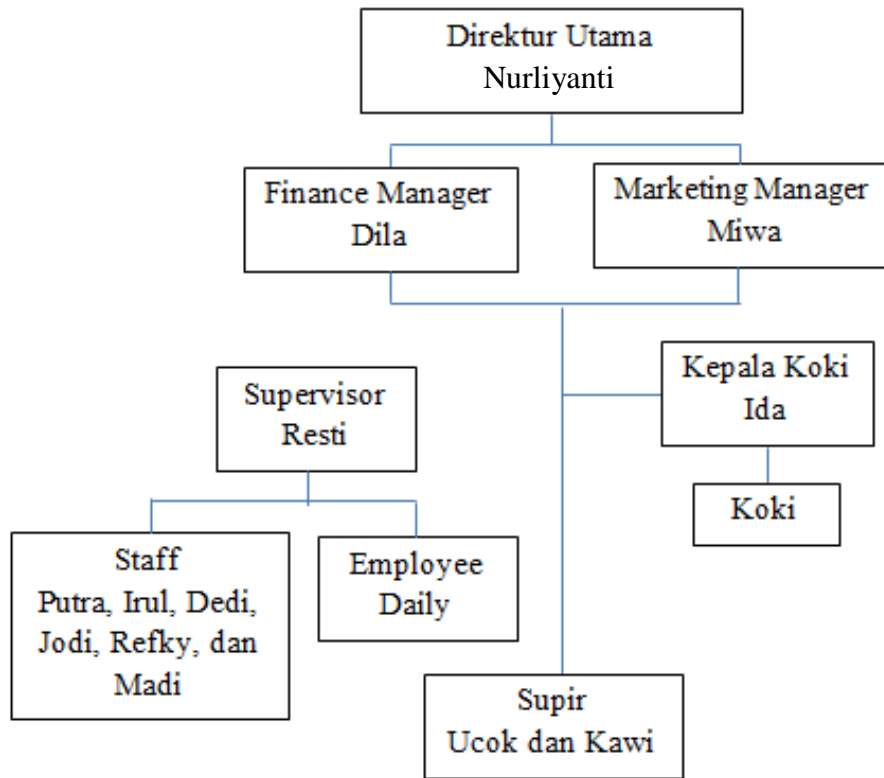 Direktur Utama
Nurliyanti
Finance Manager
Dila
Marketing Manager
Miwa
Supervisor
Resti
Kepala Koki
Ida
Koki
Staff
Putra, Irul, Dedi,
Jodi, Refky, dan
Madi
Employee
Daily
Supir
Ucok dan Kawi